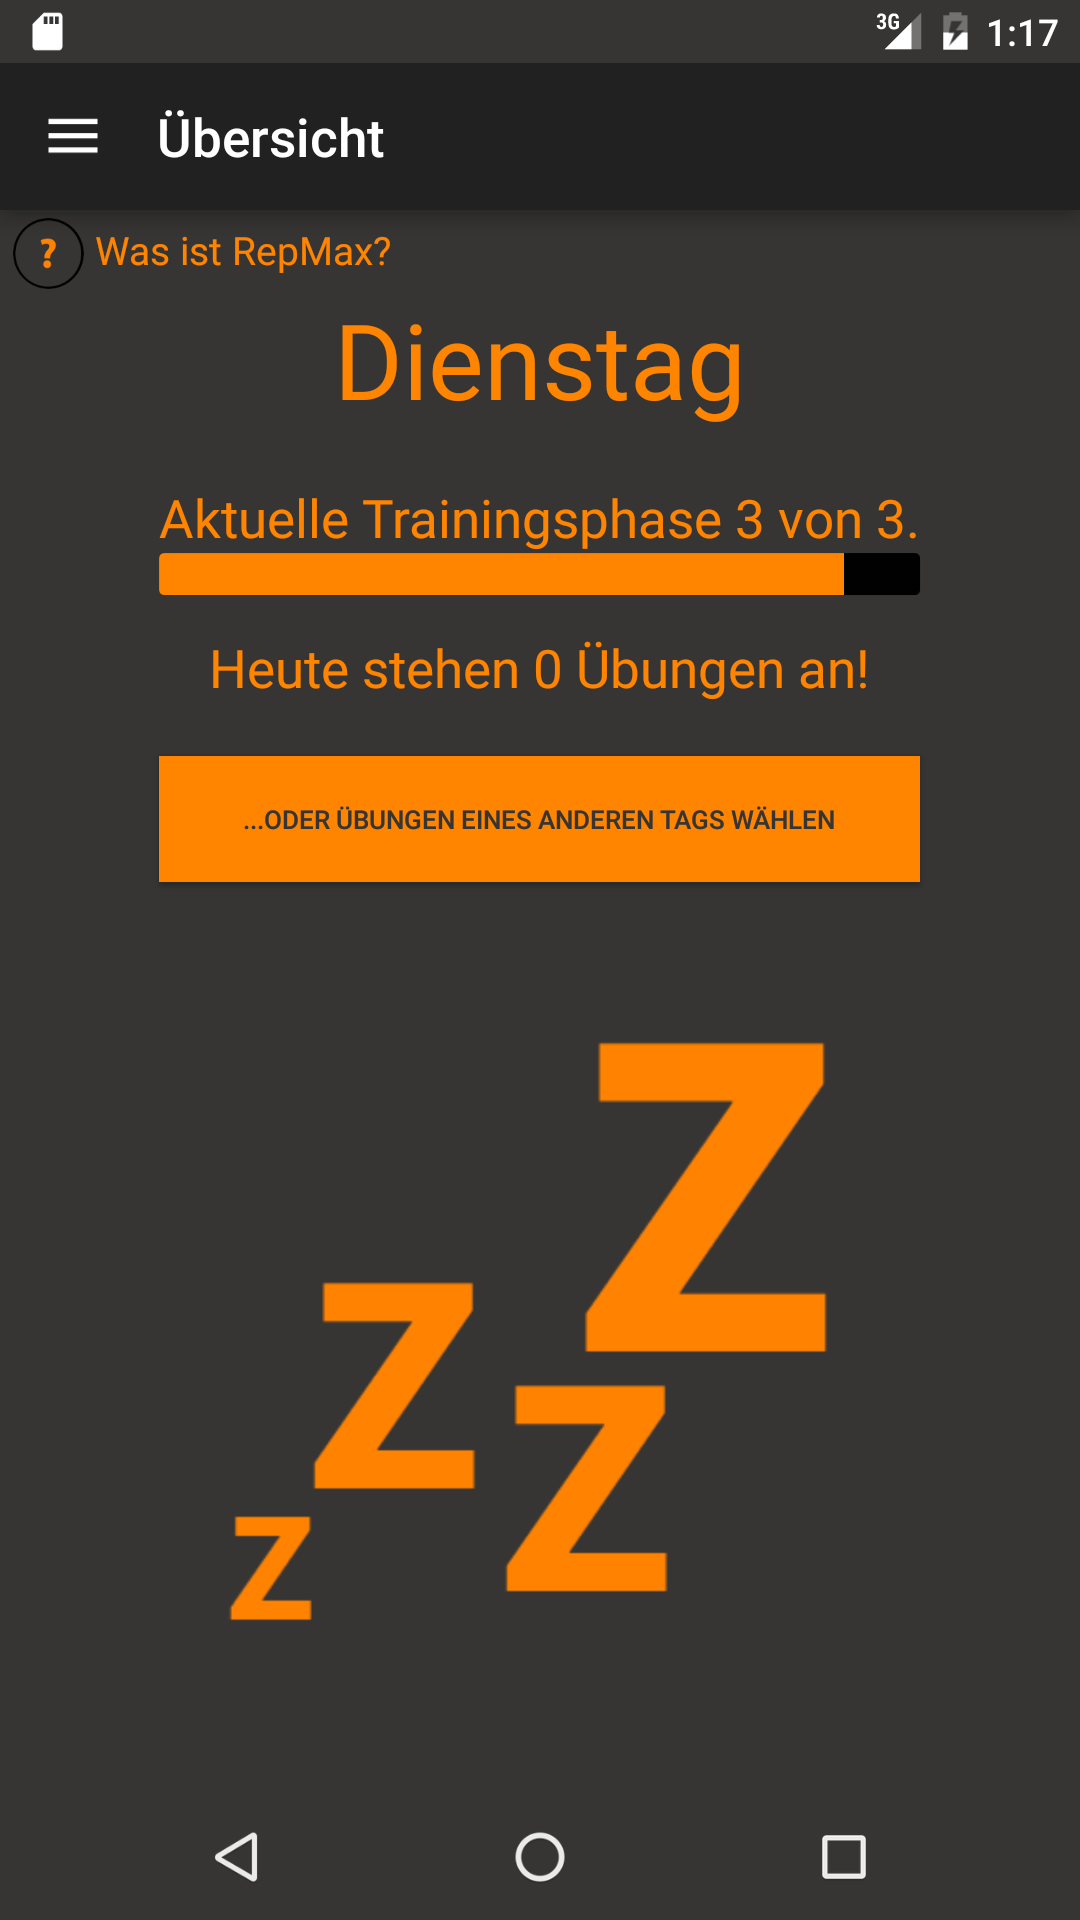 3G 1:17
Übersicht
? Was ist RepMax?
Dienstag
Aktuelle Trainingsphase 3 von 3.
Heute stehen 0 Übungen an!
...ODER ÜBUNGEN EINES ANDEREN TAGS WÄHLEN
Z
Z
Z
Z